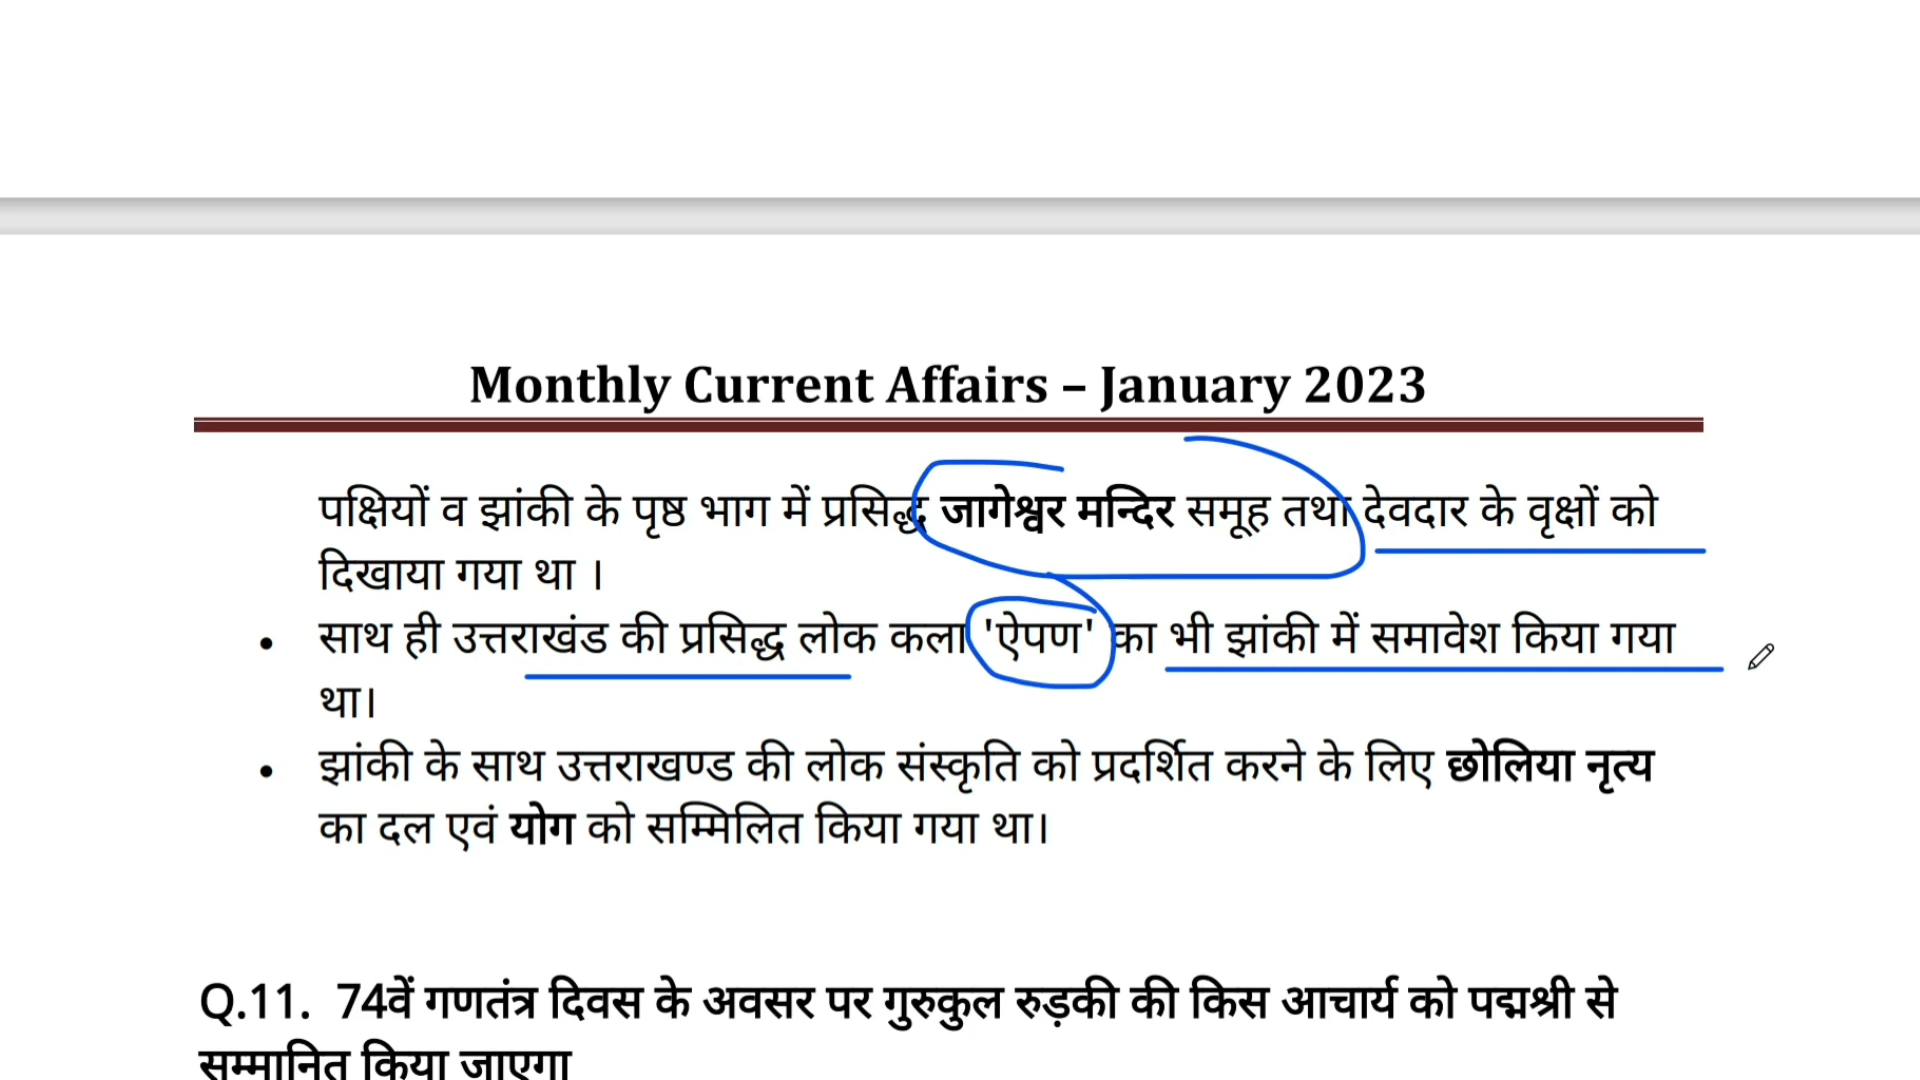 Monthly Current Affairs – January 2023
पक्षियों व झांकी के पृष्ठ भाग में प्रसिद्ध जागेश्वर मन्दिर समूह तथा देवदार के वृक्षों को
दिखाया गया था ।
• साथ ही उत्तराखंड की प्रसिद्ध लोक कला 'ऐपण' का भी झांकी में समावेश किया गया
था।
• झांकी के साथ उत्तराखण्ड की लोक संस्कृति को प्रदर्शित करने के लिए छोलिया नृत्य
का दल एवं योग को सम्मिलित किया गया था।
Q.11. 74वें गणतंत्र दिवस के अवसर पर गुरुकुल रुड़की की किस आचार्य को पद्मश्री से
सम्मानित किया जाएगा